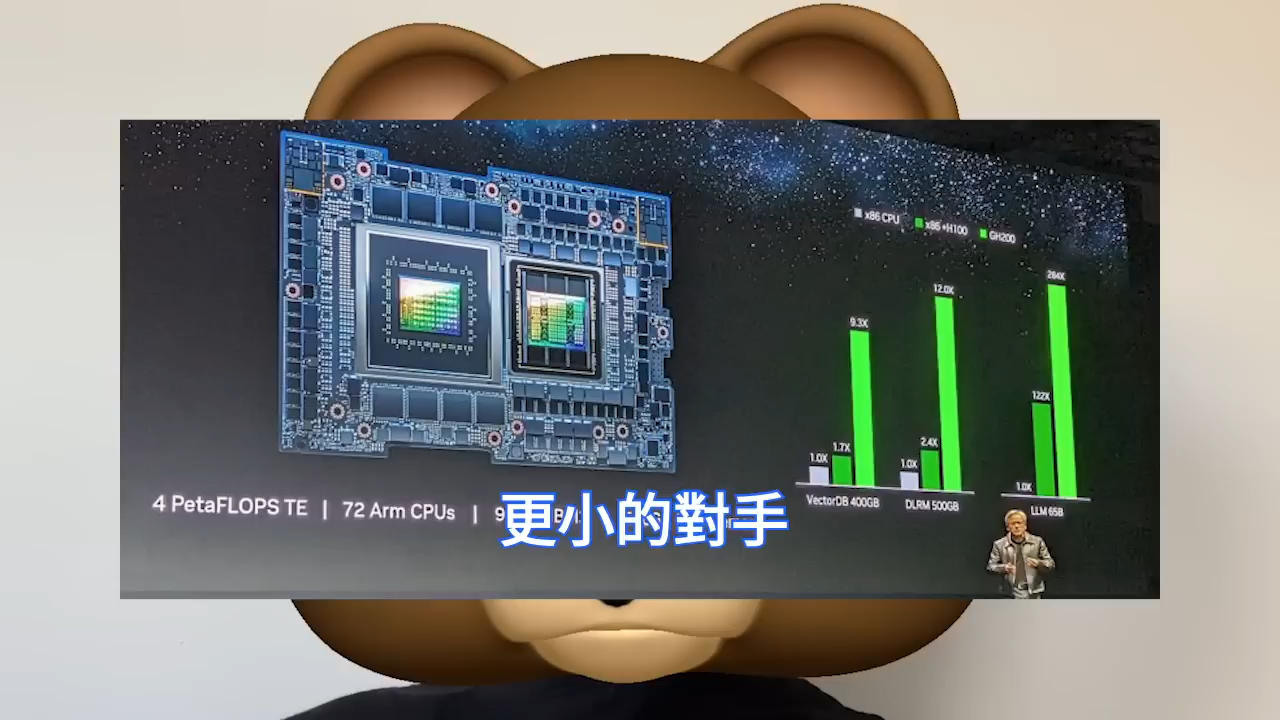 x86 CPU
x86 +H100
GH200
284X
12.0X
9.3X
122X
1.7X
2.4X
1.0X
1.0X
1.0X
VectorDB 400GB
DLRM 500GB
LLM 65B
4 PetaFLOPS TE | 72 Arm CPUs |
更小的對手